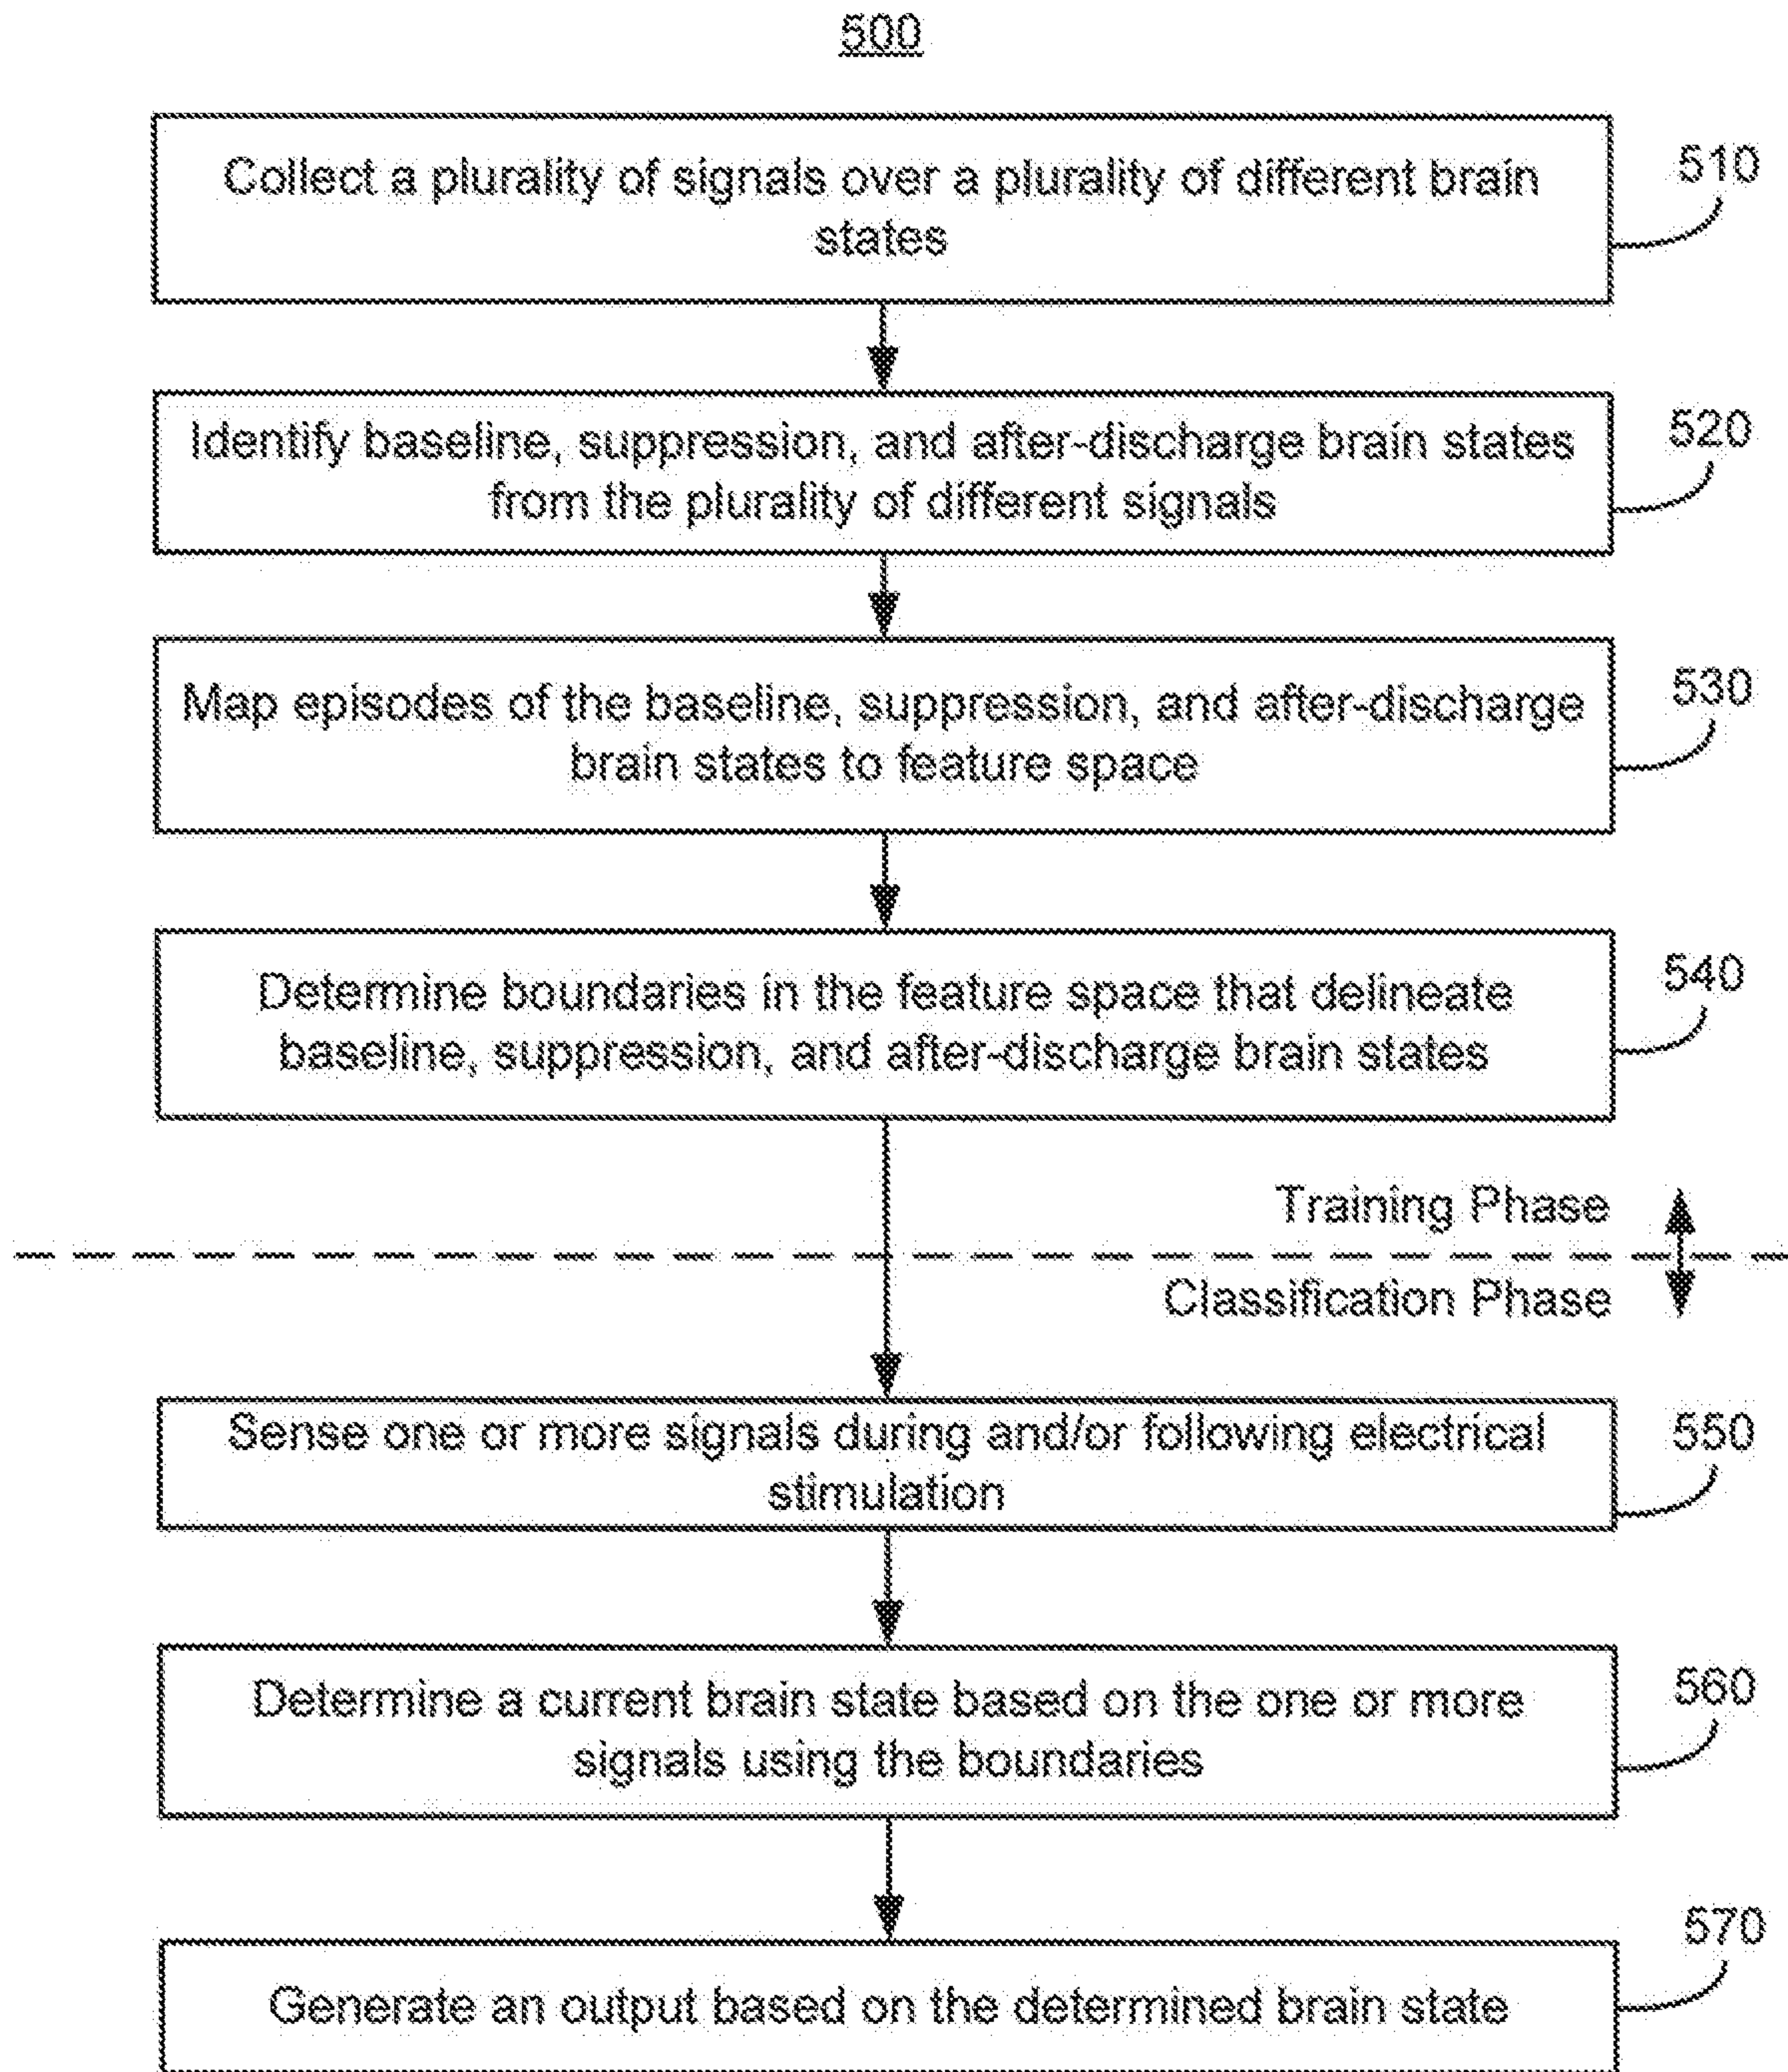 500
Collect a plurality of signals over a plurality of different brain
states
510
Identify baseline, suppression, and after-discharge brain states
from the plurality of different signals
520
Map episodes of the baseline, suppression, and after-discharge
brain states to feature space
530
Determine boundaries in the feature space that delineate
baseline, suppression, and after-discharge brain states
540
Training Phase
Classification Phase
Sense one or more signals during and/or following electrical
stimulation
550
Determine a current brain state based on the one or more
signals using the boundaries
560
Generate an output based on the determined brain state
570